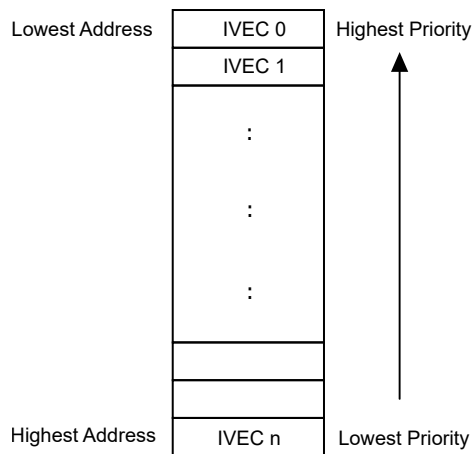 Lowest Address IVEC 0 Highest Priority
IVEC 1
:
:
:
Highest Address IVEC n Lowest Priority